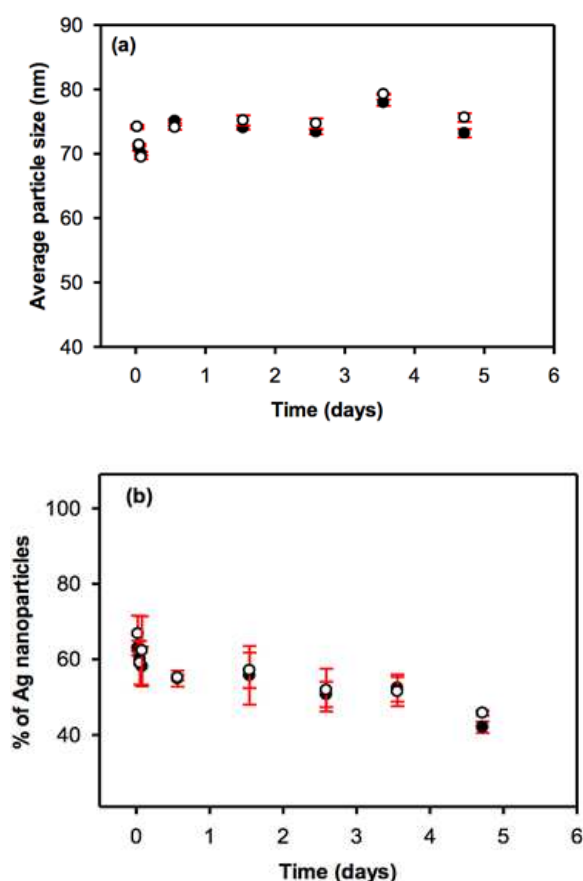 (a)
Average particle size (nm)
90
80
70
60
50
40
0 1 2 3 4 5 6
Time (days)
(b)
% of Ag nanoparticles
100
80
60
40
0 1 2 3 4 5 6
Time (days)